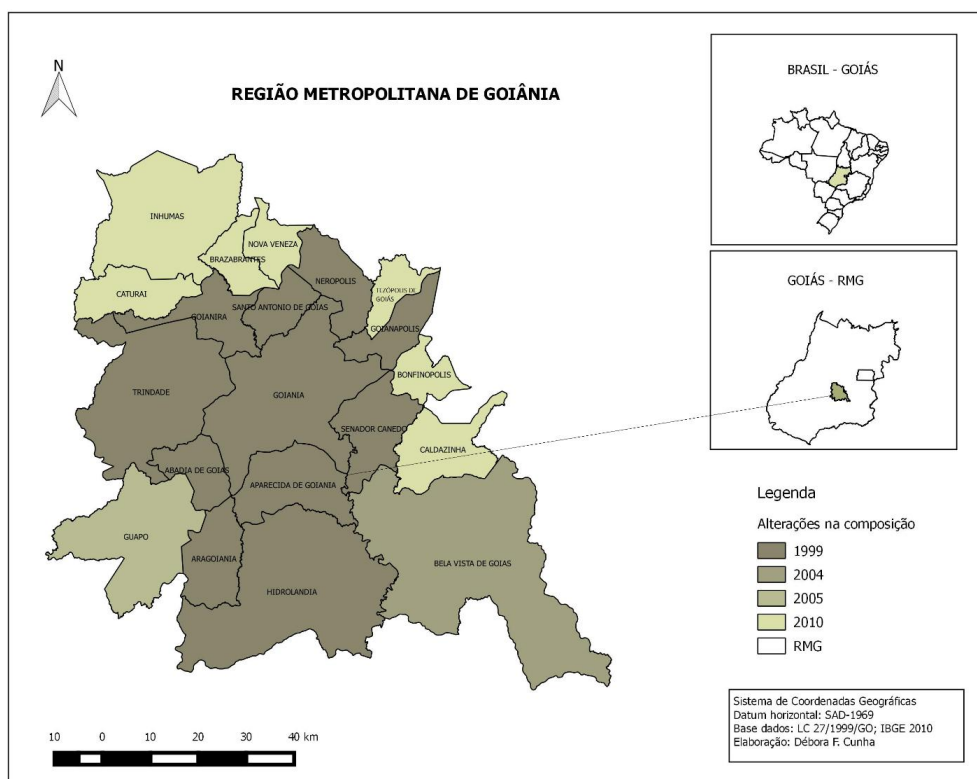 N
REGIÃO METROPOLITANA DE GOIÂNIA
INHUMAS
NOVA VENEZA
BRAZABRANTES
CATURAI
NEROPOLIS
TEZÓPOLIS DE
GOIÁS
SANTO ANTONIO DE GOIAS
GOIANIRA
GOIANAPOLIS
BONFINOPOLIS
TRINDADE
GOIANIA
SENADOR CANEDO
CALDAZINHA
ABADIA DE GOIAS
APARECIDA DE GOIANIA
GUAPO
ARAGOIANIA
BELA VISTA DE GOIAS
HIDROLANDIA
10 0 10 20 30 40 km
BRASIL - GOIÁS
GOIÁS - RMG
Legenda
Alterações na composição
1999
2004
2005
2010
RMG
Sistema de Coordenadas Geográficas
Datum horizontal: SAD-1969
Base dados: LC 27/1999/GO; IBGE 2010
Elaboração: Débora F. Cunha